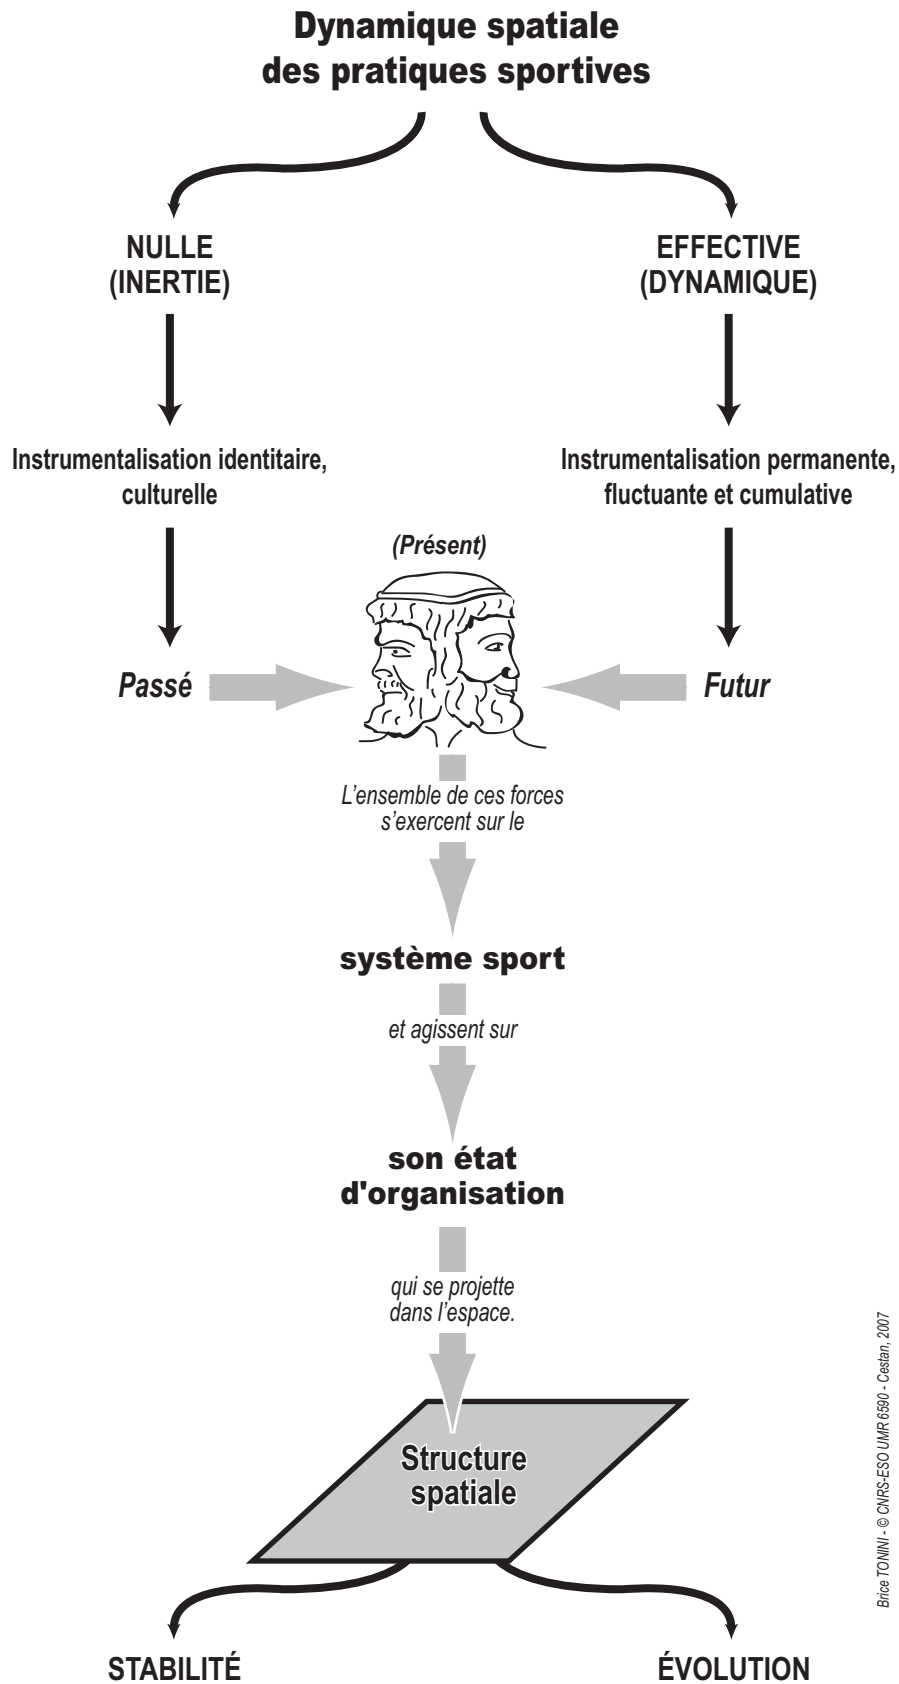 Dynamique spatiale
des pratiques sportives
NULLE
(INERTIE)
EFFECTIVE
(DYNAMIQUE)
Instrumentalisation identitaire,
culturelle
Instrumentalisation permanente,
fluctuante et cumulative
(Présent)
Passé
Futur
L'ensemble de ces forces
s'exercent sur le
système sport
et agissent sur
son état
d'organisation
qui se projette
dans l'espace.
Structure
spatiale
STABILITÉ
ÉVOLUTION
Brice TONINI - © CNRS-ESO UMR 6590 - Cestan, 2007